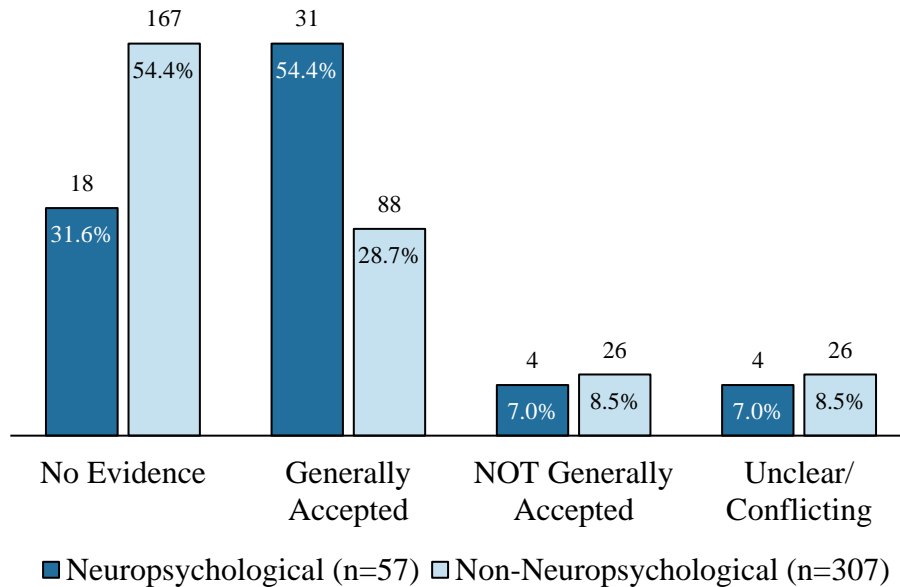 167
31
54.4%
54.4%
18
88
31.6%
28.7%
4
26
4
26
7.0%
8.5%
7.0%
8.5%
No Evidence
Generally
Accepted
NOT Generally
Accepted
Unclear/
Conflicting
Neuropsychological (n=57)
Non-Neuropsychological (n=307)